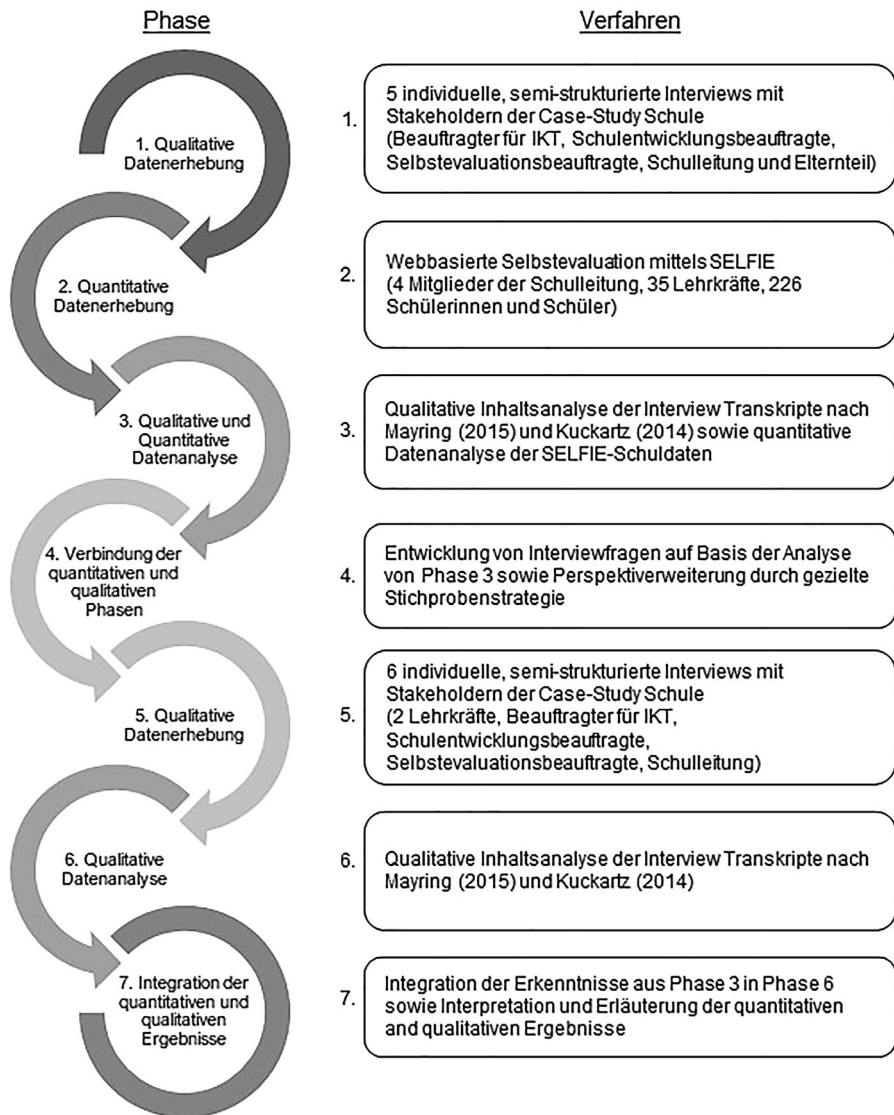 Phase
Verfahren
1. Qualitative
Datenerhebung
1.
5 individuelle, semi-strukturierte Interviews mit
Stakeholdern der Case-Study Schule
(Beauftragter für IKT, Schulentwicklungsbeauftragte,
Selbstevaluationsbeauftragte, Schulleitung und Elternteil)
2. Quantitative
Datenerhebung
2.
Webbasierte Selbstevaluation mittels SELFIE
(4 Mitglieder der Schulleitung, 35 Lehrkräfte, 226
Schülerinnen und Schüler)
3. Qualitative und
Quantitative
Datenanalyse
3.
Qualitative Inhaltsanalyse der Interview Transkripte nach
Mayring (2015) und Kuckartz (2014) sowie quantitative
Datenanalyse der SELFIE-Schuldaten
4. Verbindung der
quantitativen und
qualitativen
Phasen
4.
Entwicklung von Interviewfragen auf Basis der Analyse
von Phase 3 sowie Perspektiverweiterung durch gezielte
Stichprobenstrategie
5. Qualitative
Datenerhebung
5.
6 individuelle, semi-strukturierte Interviews mit
Stakeholdern der Case-Study Schule
(2 Lehrkräfte, Beauftragter für IKT,
Schulentwicklungsbeauftragte,
Selbstevaluationsbeauftragte, Schulleitung)
6. Qualitative
Datenanalyse
6.
Qualitative Inhaltsanalyse der Interview Transkripte nach
Mayring (2015) und Kuckartz (2014)
7. Integration der
quantitativen und
qualitativen
Ergebnisse
7.
Integration der Erkenntnisse aus Phase 3 in Phase 6
sowie Interpretation und Erläuterung der quantitativen
and qualitativen Ergebnisse